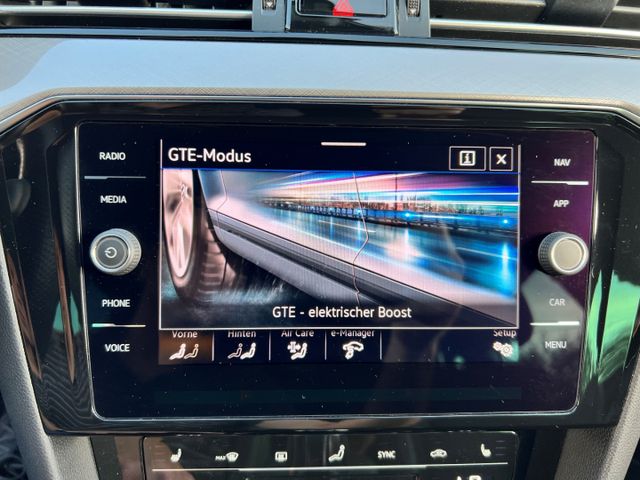 RADIO
MEDIA
PHONE
VOICE
GTE-Modus
i
X
GTE - elektrischer Boost
Vorne Hinten Air Care e-Manager Setup
NAV
APP
CAR
MENU
MAX SYNC